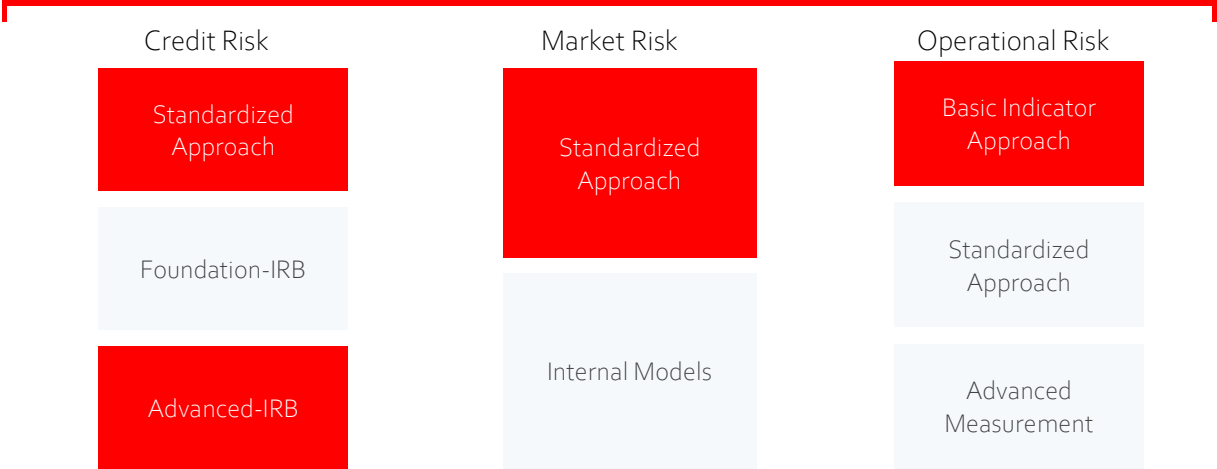 Credit Risk
Standardized
Approach
Foundation-IRB
Advanced-IRB
Market Risk
Standardized
Approach
Internal Models
Operational Risk
Basic Indicator
Approach
Standardized
Approach
Advanced
Measurement